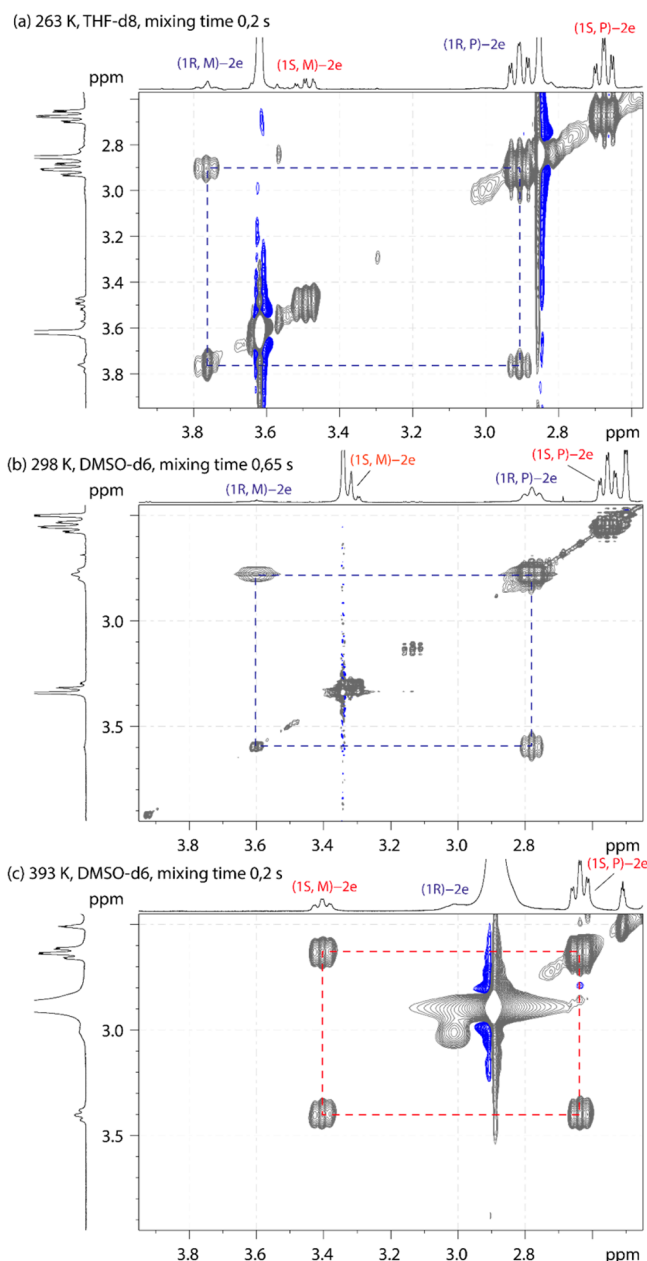 (a) 263 K, THF-d8, mixing time 0,2 s
(1R, P)−2e
(1S, P)−2e
(1R, M)−2e
(1S, M)−2e
ppm
2.8
3.0
3.2
3.4
3.6
3.8
3.8
3.6
3.4
3.2
3.0
2.8
ppm
(b) 298 K, DMSO-d6, mixing time 0,65 s
(1S, M)−2e
(1S, P)−2e
ppm
(1R, M)−2e
(1R, P)−2e
3.0
3.5
3.8
3.6
3.4
3.2
3.0
2.8
ppm
(c) 393 K, DMSO-d6, mixing time 0,2 s
(1S, P)−2e
ppm
(1S, M)−2e
(1R)−2e
3.0
3.5
3.8
3.6
3.4
3.2
3.0
2.8
ppm